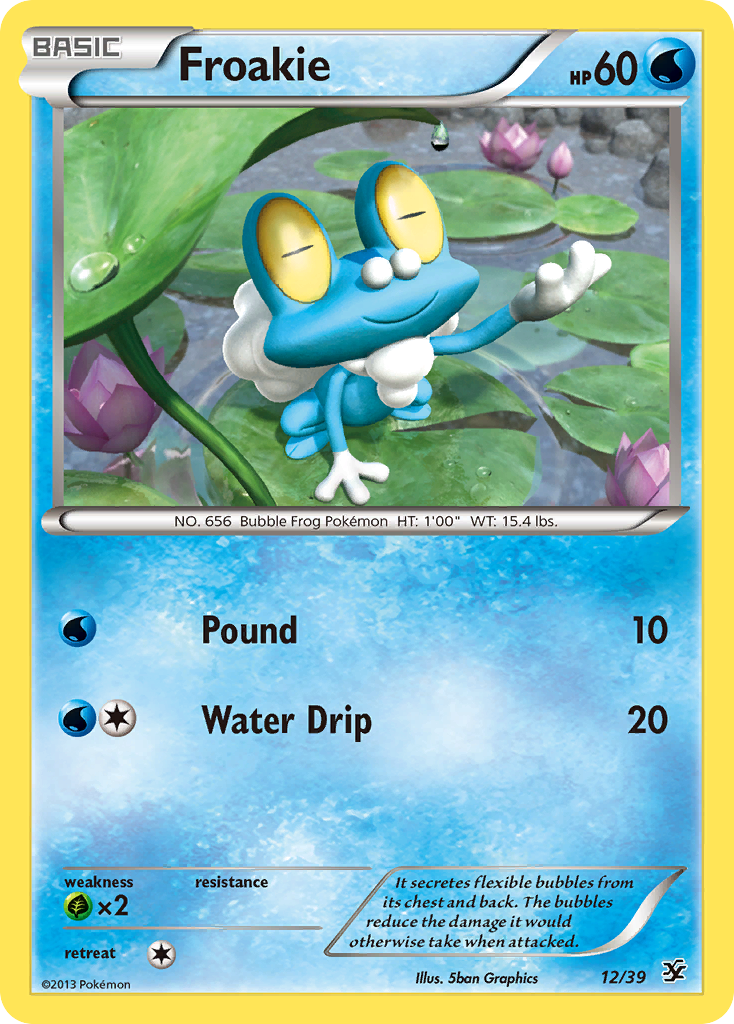 BASIC
Froakie
HP60
NO. 656 Bubble Frog Pokémon HT: 1'00" WT: 15.4 lbs.
Pound 10
Water Drip 20
weakness resistance
×2
It secretes flexible bubbles from
its chest and back. The bubbles
reduce the damage it would
otherwise take when attacked.
retreat
©2013 Pokémon
Illus. 5ban Graphics
12/39